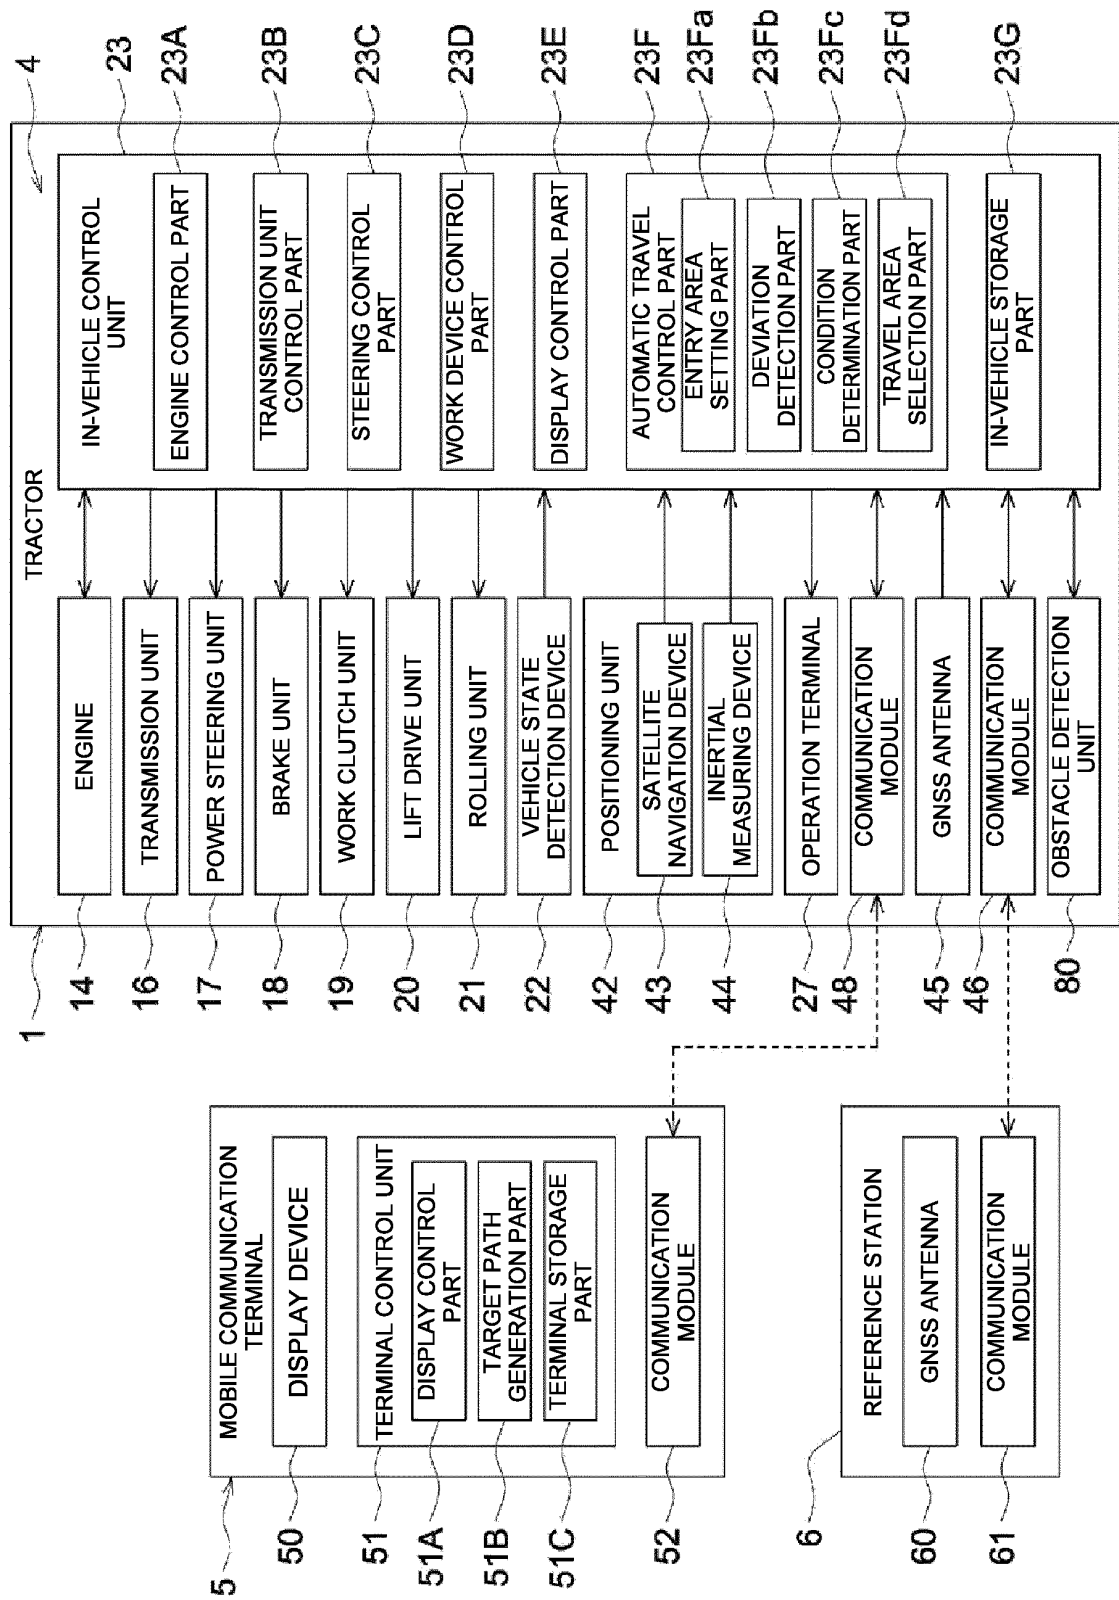 1
4
TRACTOR
14
ENGINE
16
TRANSMISSION UNIT
17
POWER STEERING UNIT
18
BRAKE UNIT
19
WORK CLUTCH UNIT
20
LIFT DRIVE UNIT
21
ROLLING UNIT
22
VEHICLE STATE
DETECTION DEVICE
42
POSITIONING UNIT
43
SATELLITE
NAVIGATION DEVICE
44
INERTIAL
MEASURING DEVICE
27
OPERATION TERMINAL
48
COMMUNICATION
MODULE
45
GNSS ANTENNA
46
COMMUNICATION
MODULE
80
OBSTACLE DETECTION
UNIT
IN-VEHICLE CONTROL
UNIT
23
ENGINE CONTROL PART
23A
TRANSMISSION UNIT
CONTROL PART
23B
STEERING CONTROL
PART
23C
WORK DEVICE CONTROL
PART
23D
DISPLAY CONTROL PART
23E
AUTOMATIC TRAVEL
CONTROL PART
23F
ENTRY AREA
SETTING PART
23Fa
DEVIATION
DETECTION PART
23Fb
CONDITION
DETERMINATION PART
23Fc
TRAVEL AREA
SELECTION PART
23Fd
IN-VEHICLE STORAGE
PART
23G
5
MOBILE COMMUNICATION
TERMINAL
50
DISPLAY DEVICE
51
TERMINAL CONTROL UNIT
51A
DISPLAY CONTROL
PART
51B
TARGET PATH
GENERATION PART
51C
TERMINAL STORAGE
PART
52
COMMUNICATION
MODULE
6
REFERENCE STATION
60
GNSS ANTENNA
61
COMMUNICATION
MODULE